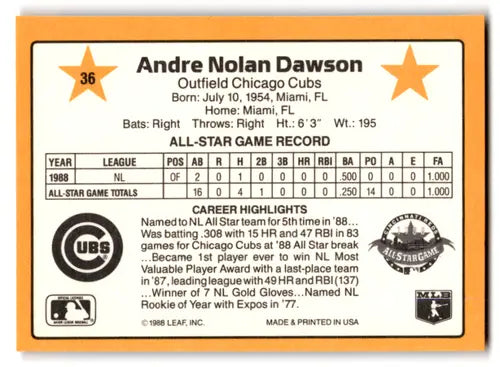 36
Andre Nolan Dawson
Outfield Chicago Cubs
Born: July 10, 1954, Miami, FL
Home: Miami, FL
Bats: Right Throws: Right Ht.: 6'3" Wt.: 195
ALL-STAR GAME RECORD
YEAR LEAGUE POS AB R H 2B 3B HR RBI BA PO A E FA
1988 NL OF 2 0 1 0 0 0 0 .500 0 0 0 1.000
ALL-STAR GAME TOTALS 16 0 4 1 0 0 0 .250 14 0 0 1.000
CAREER HIGHLIGHTS
Named to NL All Star team for 5th time in '88...
Was batting .308 with 15 HR and 47 RBI in 83
games for Chicago Cubs at '88 All Star break
...Became 1st player ever to win NL Most
Valuable Player Award with a last-place team
in '87, leading league with 49 HR and RBI (137)
...Winner of 7 NL Gold Gloves...Named NL
Rookie of Year with Expos in '77.
CUBS
CINCINNATI REDS
ALL STAR GAME
MLB
© 1988 LEAF, INC. MADE & PRINTED IN USA